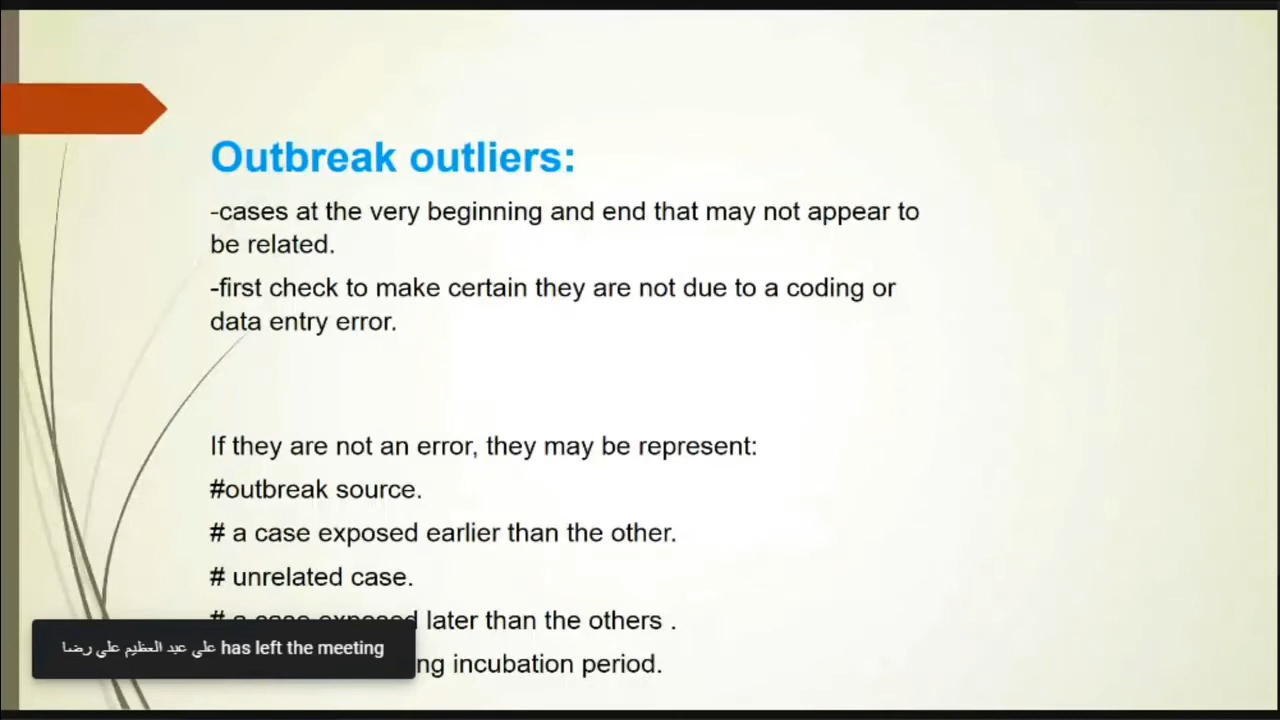 Outbreak outliers:
-cases at the very beginning and end that may not appear to
be related.
-first check to make certain they are not due to a coding or
data entry error.
If they are not an error, they may be represent:
#outbreak source.
# a case exposed earlier than the other.
# unrelated case.
# a case exposed later than the others .
incubation period.
علي عبد العظيم علي رضا has left the meeting